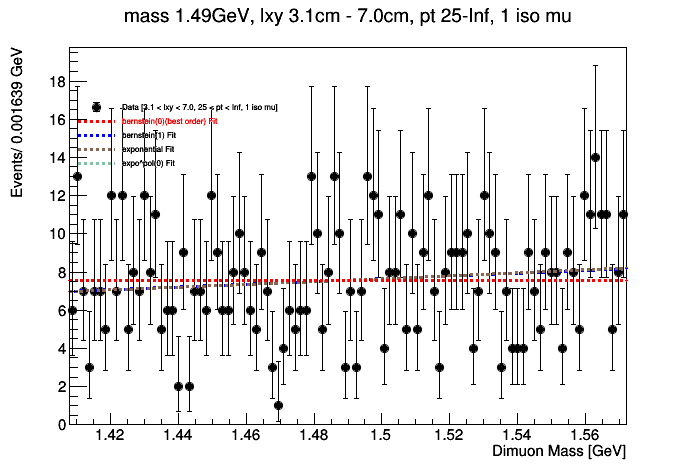 mass 1.49GeV, lxy 3.1cm - 7.0cm, pt 25-Inf, 1 iso mu
Events/ 0.001639 GeV
Data [3.1 < lxy < 7.0, 25 < pt < Inf, 1 iso mu]
bernstein(0)(best order) Fit
bernstein(1) Fit
exponential Fit
expo*pol(0) Fit
18
16
14
12
10
8
6
4
2
0
1.42 1.44 1.46 1.48 1.5 1.52 1.54 1.56
Dimuon Mass [GeV]